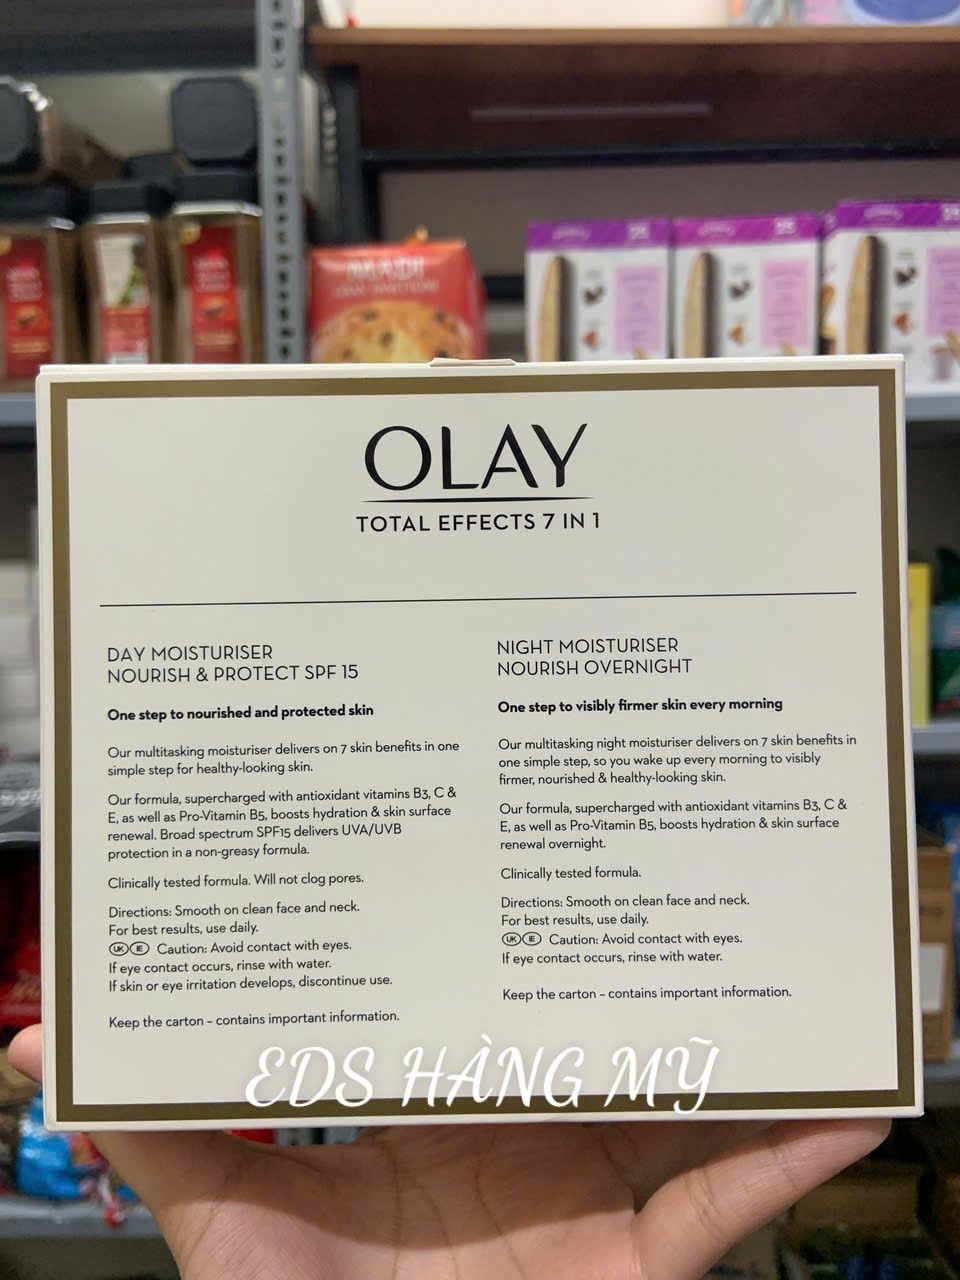 OLAY
TOTAL EFFECTS 7 IN 1
DAY MOISTURISER
NOURISH & PROTECT SPF 15
One step to nourished and protected skin
Our multitasking moisturiser delivers on 7 skin benefits in one
simple step for healthy-looking skin.
Our formula, supercharged with antioxidant vitamins B3, C &
E, as well as Pro-Vitamin B5, boosts hydration & skin surface
renewal. Broad spectrum SPF15 delivers UVA/UVB
protection in a non-greasy formula.
Clinically tested formula. Will not clog pores.
Directions: Smooth on clean face and neck.
For best results, use daily.
UK IE Caution: Avoid contact with eyes.
If eye contact occurs, rinse with water.
If skin or eye irritation develops, discontinue use.
Keep the carton – contains important information.
NIGHT MOISTURISER
NOURISH OVERNIGHT
One step to visibly firmer skin every morning
Our multitasking night moisturiser delivers on 7 skin benefits in
one simple step, so you wake up every morning to visibly
firmer, nourished & healthy-looking skin.
Our formula, supercharged with antioxidant vitamins B3, C &
E, as well as Pro-Vitamin B5, boosts hydration & skin surface
renewal overnight.
Clinically tested formula.
Directions: Smooth on clean face and neck.
For best results, use daily.
UK IE Caution: Avoid contact with eyes.
If eye contact occurs, rinse with water.
Keep the carton – contains important information.
EDS HÀNG MỸ